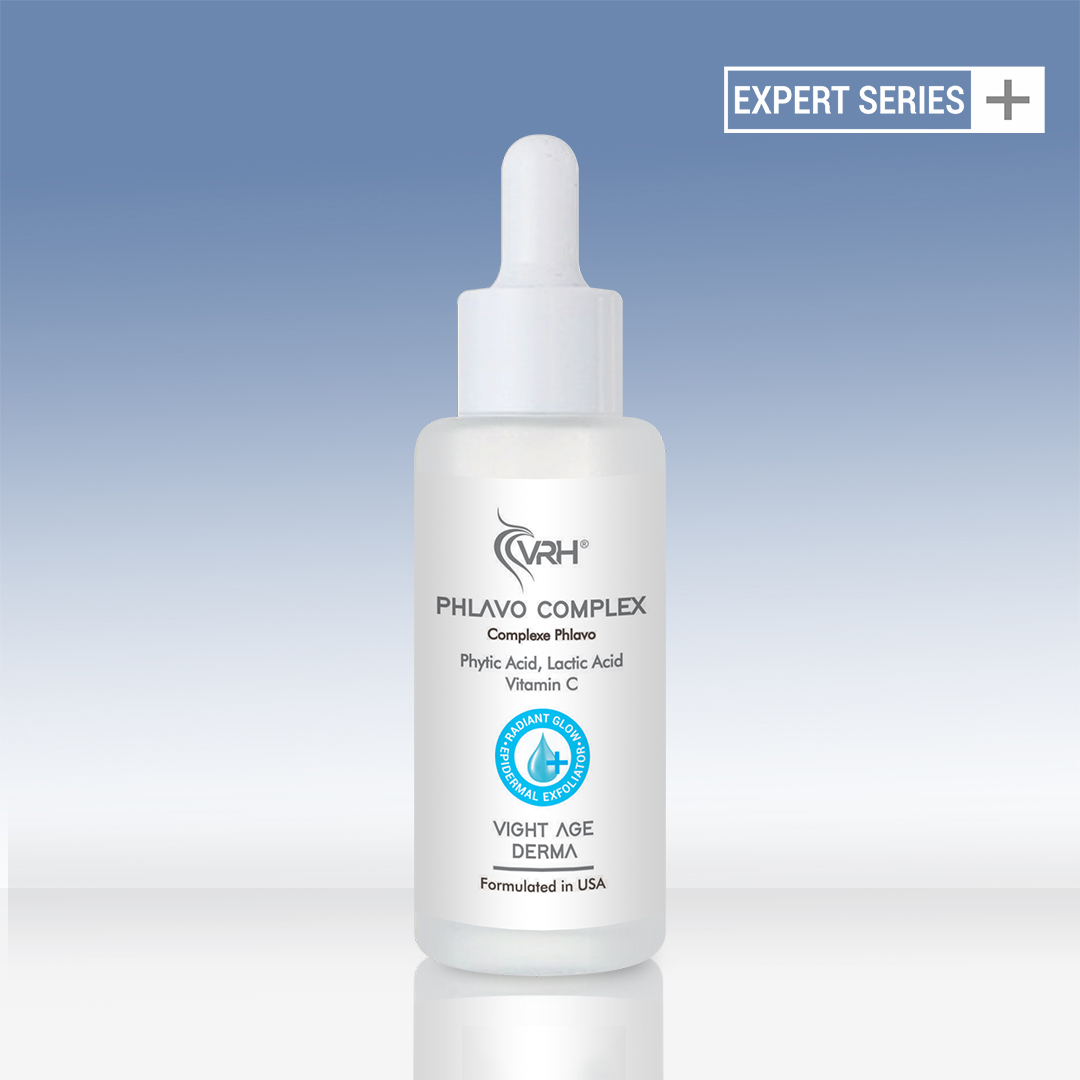 EXPERT SERIES +
VRH®
PHLAVO COMPLEX
Complexe Phlavo
Phytic Acid, Lactic Acid
Vitamin C
• RADIANT GLOW •
EPIDERMAL EXFOLIATOR
VIGHT AGE
DERMA
Formulated in USA